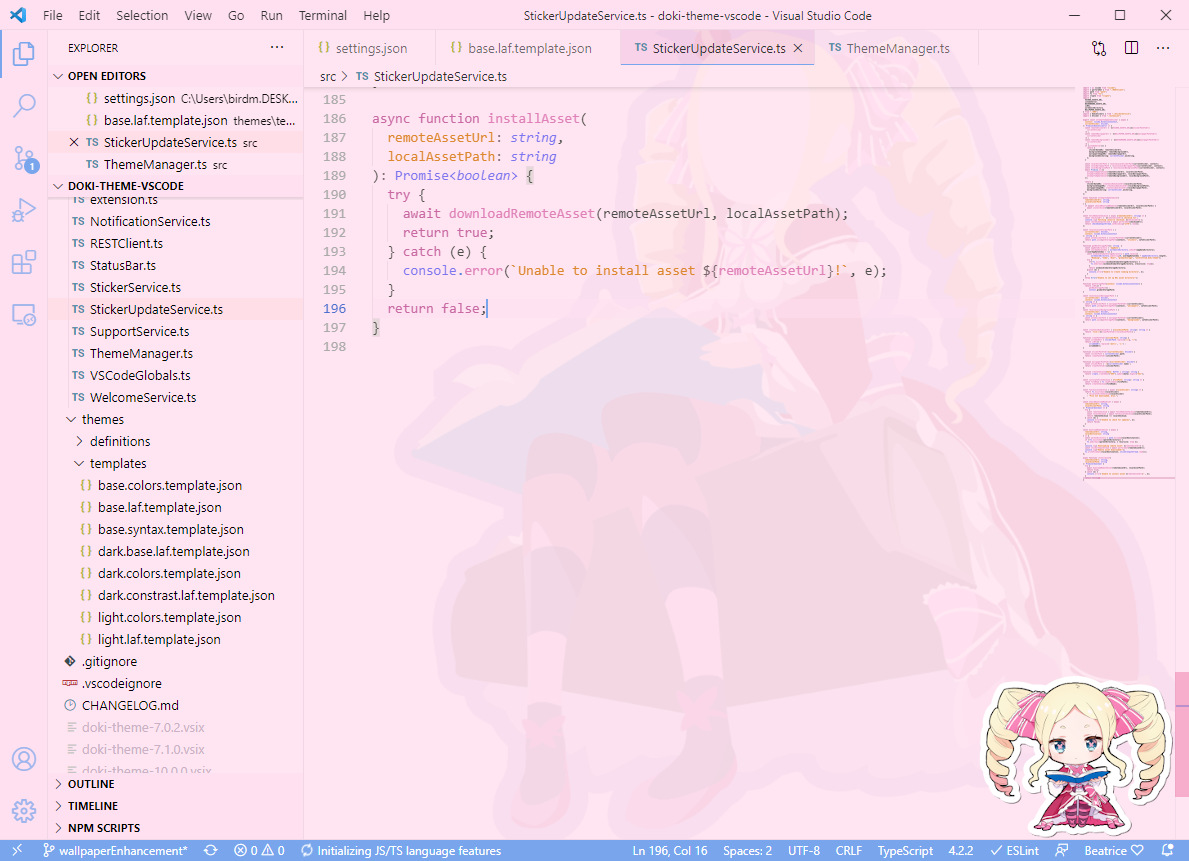 File Edit Selection View Go Run Terminal Help
StickerUpdateService.ts - doki-theme-vscode - Visual Studio Code
EXPLORER
OPEN EDITORS
{} settings.json C:\Users\birdm.DESK...
{} base.laf.template.json themes\te...
TS StickerUpdateService.ts src
TS ThemeManager.ts src
DOKI-THEME-VSCODE
TS extension.ts
TS NotificationService.ts
TS RESTClient.ts
TS StatusBar.ts
TS StickerService.ts
TS StickerUpdateService.ts
TS SupportService.ts
TS ThemeManager.ts
TS VSCodeGlobals.ts
TS WelcomeService.ts
themes
definitions
templates
{} base.colors.template.json
{} base.laf.template.json
{} base.syntax.template.json
{} dark.base.laf.template.json
{} dark.colors.template.json
{} dark.constrast.laf.template.json
{} light.colors.template.json
{} light.laf.template.json
.gitignore
npm .vscodeignore
CHANGELOG.md
doki-theme-7.0.2.vsix
doki-theme-7.1.0.vsix
doki-theme-10.0.0.vsix
OUTLINE
TIMELINE
NPM SCRIPTS
1
{} settings.json
{} base.laf.template.json
TS StickerUpdateService.ts
TS ThemeManager.ts
src > TS StickerUpdateService.ts
185
186 async function installAsset(
187 remoteAssetUrl: string,
188 localAssetPath: string
189 ): Promise<boolean> {
190 try {
191 await downloadRemoteAsset(remoteAssetUrl, localAssetPath);
192 return true;
193 } catch (e) {
194 console.error(`Unable to install asset ${remoteAssetUrl}!`, e);
195 }
196 return false;
197 }
198
wallpaperEnhancement* 0 0 Initializing JS/TS language features Ln 196, Col 16 Spaces: 2 UTF-8 CRLF TypeScript 4.2.2 ESLint Beatrice ♡